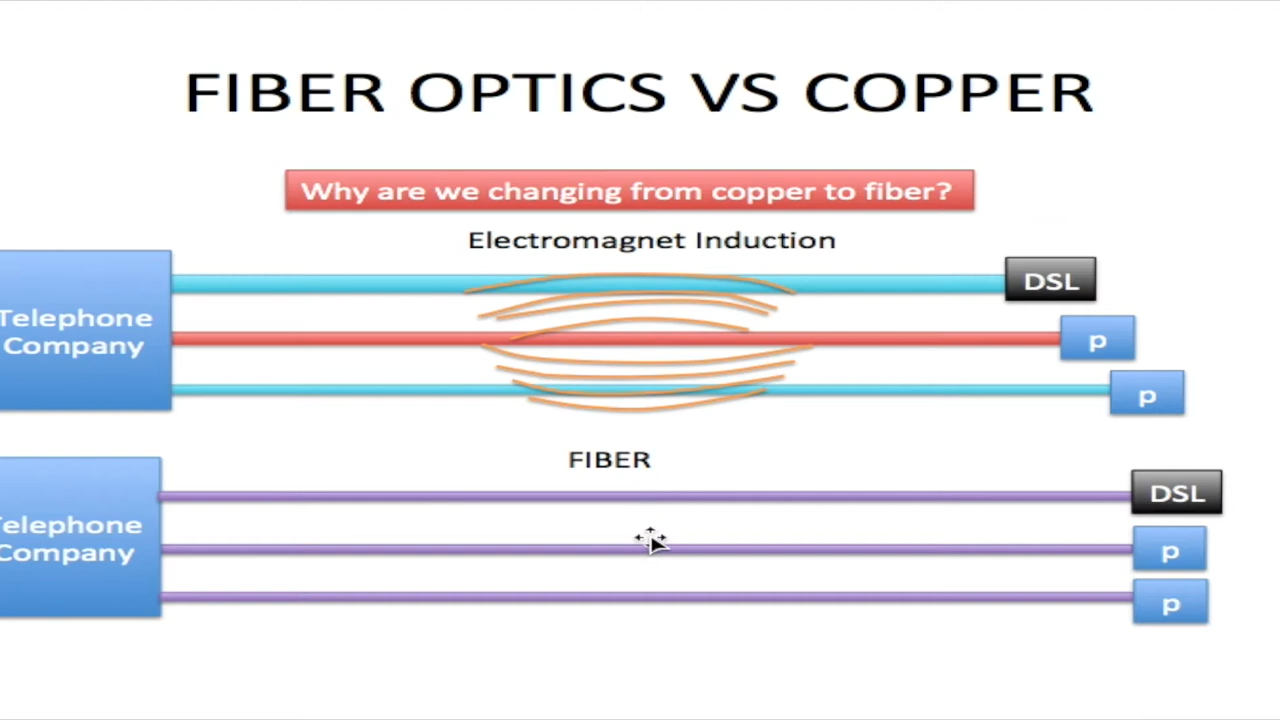 FIBER OPTICS VS COPPER
Why are we changing from copper to fiber?
Electromagnet Induction
Telephone
Company
DSL
p
p
FIBER
Telephone
Company
DSL
p
p